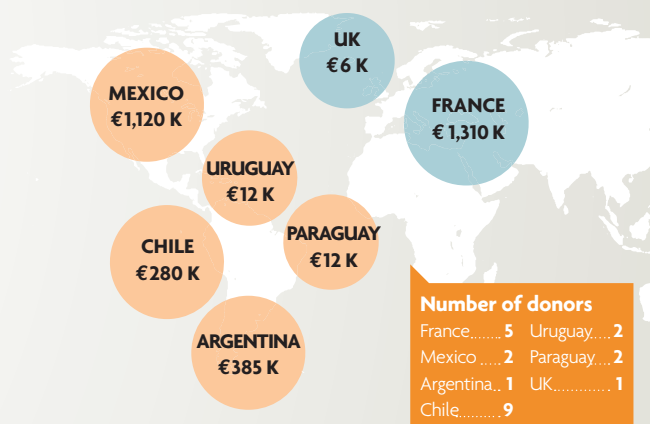 UK
€6 K
MEXICO
€1,120 K
FRANCE
€ 1,310 K
URUGUAY
€12 K
PARAGUAY
€12 K
CHILE
€280 K
ARGENTINA
€385 K
Number of donors
France....... 5 Uruguay.... 2
Mexico ..... 2 Paraguay... 2
Argentina.. 1 UK............. 1
Chile.......... 9